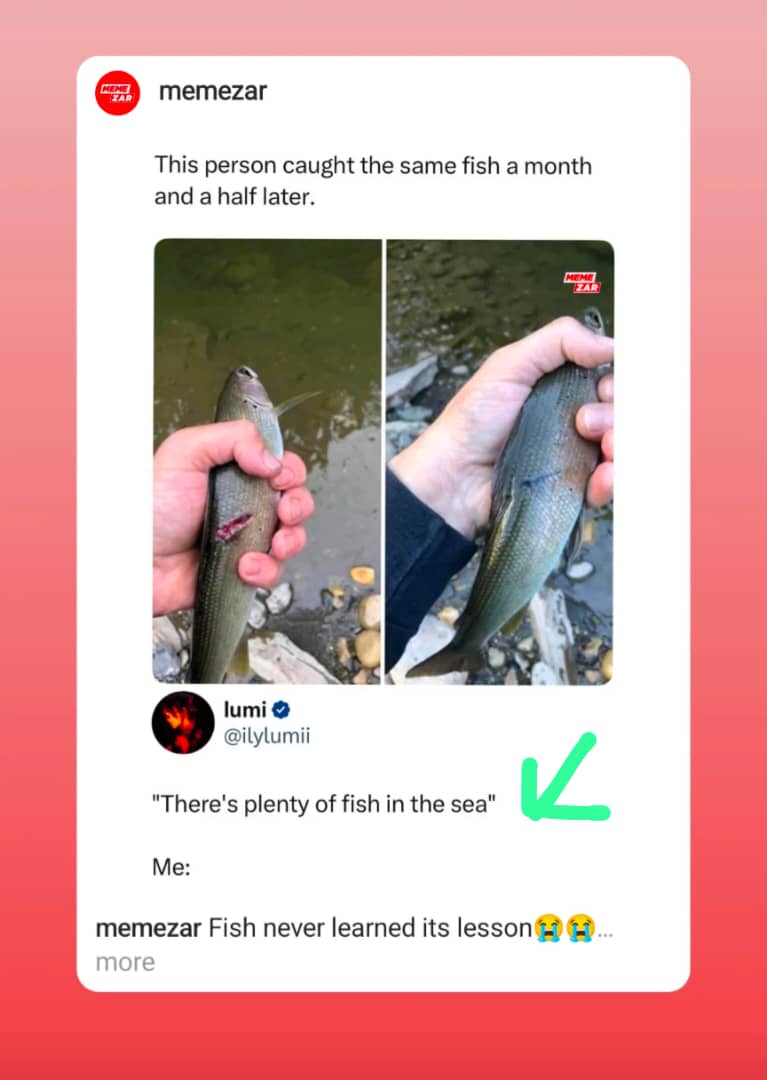 MEME
ZAR
memezar
This person caught the same fish a month
and a half later.
MEME
ZAR
lumi
@ilylumii
"There's plenty of fish in the sea"
Me:
memezar Fish never learned its lesson😭😭...
more